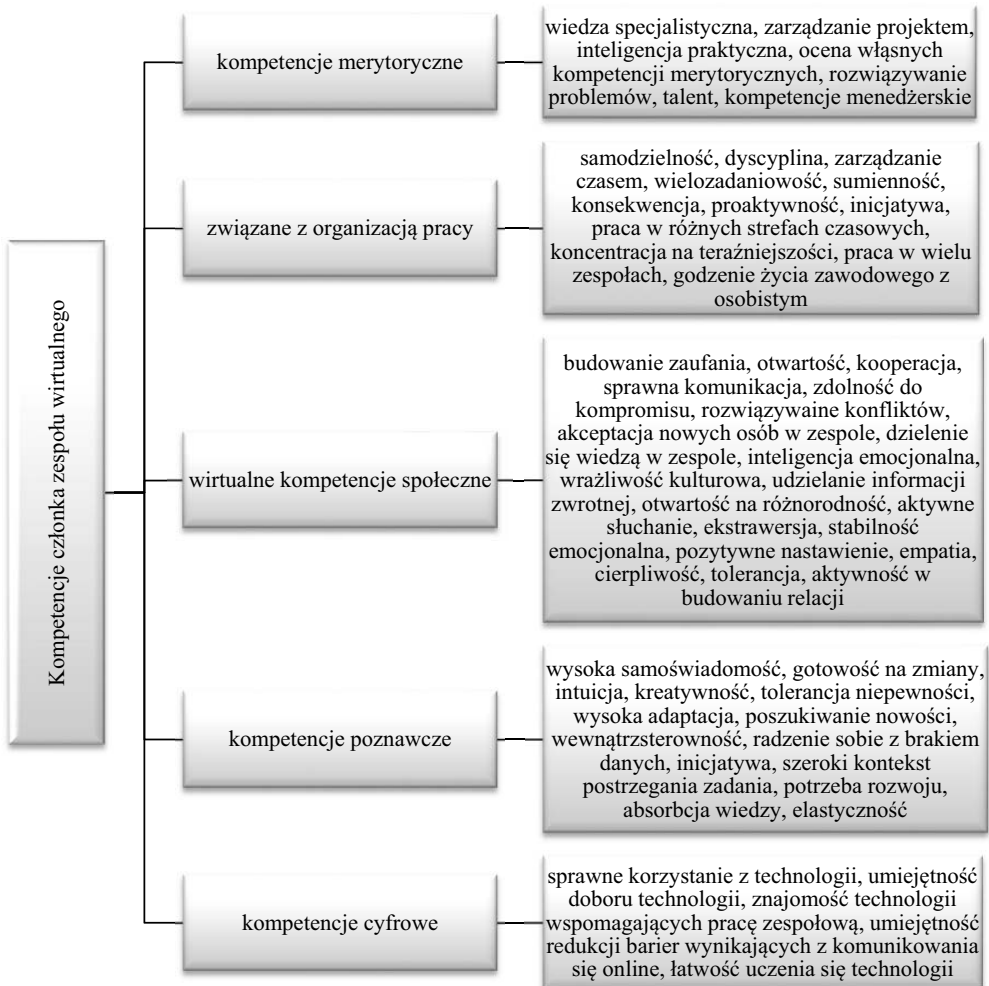 Kompetencje członka zespołu wirtualnego
kompetencje merytoryczne
wiedza specjalistyczna, zarządzanie projektem,
inteligencja praktyczna, ocena własnych
kompetencji merytorycznych, rozwiązywanie
problemów, talent, kompetencje menedżerskie
związane z organizacją pracy
samodzielność, dyscyplina, zarządzanie
czasem, wielozadaniowość, sumienność,
konsekwencja, proaktywność, inicjatywa,
praca w różnych strefach czasowych,
koncentracja na teraźniejszości, praca w wielu
zespołach, godzenie życia zawodowego z
osobistym
wirtualne kompetencje społeczne
budowanie zaufania, otwartość, kooperacja,
sprawna komunikacja, zdolność do
kompromisu, rozwiązywaine konfliktów,
akceptacja nowych osób w zespole, dzielenie
się wiedzą w zespole, inteligencja emocjonalna,
wrażliwość kulturowa, udzielanie informacji
zwrotnej, otwartość na różnorodność, aktywne
słuchanie, ekstrawersja, stabilność
emocjonalna, pozytywne nastawienie, empatia,
cierpliwość, tolerancja, aktywność w
budowaniu relacji
kompetencje poznawcze
wysoka samoświadomość, gotowość na zmiany,
intuicja, kreatywność, tolerancja niepewności,
wysoka adaptacja, poszukiwanie nowości,
wewnątrzsterowność, radzenie sobie z brakiem
danych, inicjatywa, szeroki kontekst
postrzegania zadania, potrzeba rozwoju,
absorbcja wiedzy, elastyczność
kompetencje cyfrowe
sprawne korzystanie z technologii, umiejętność
doboru technologii, znajomość technologii
wspomagających pracę zespołową, umiejętność
redukcji barier wynikających z komunikowania
się online, łatwość uczenia się technologii